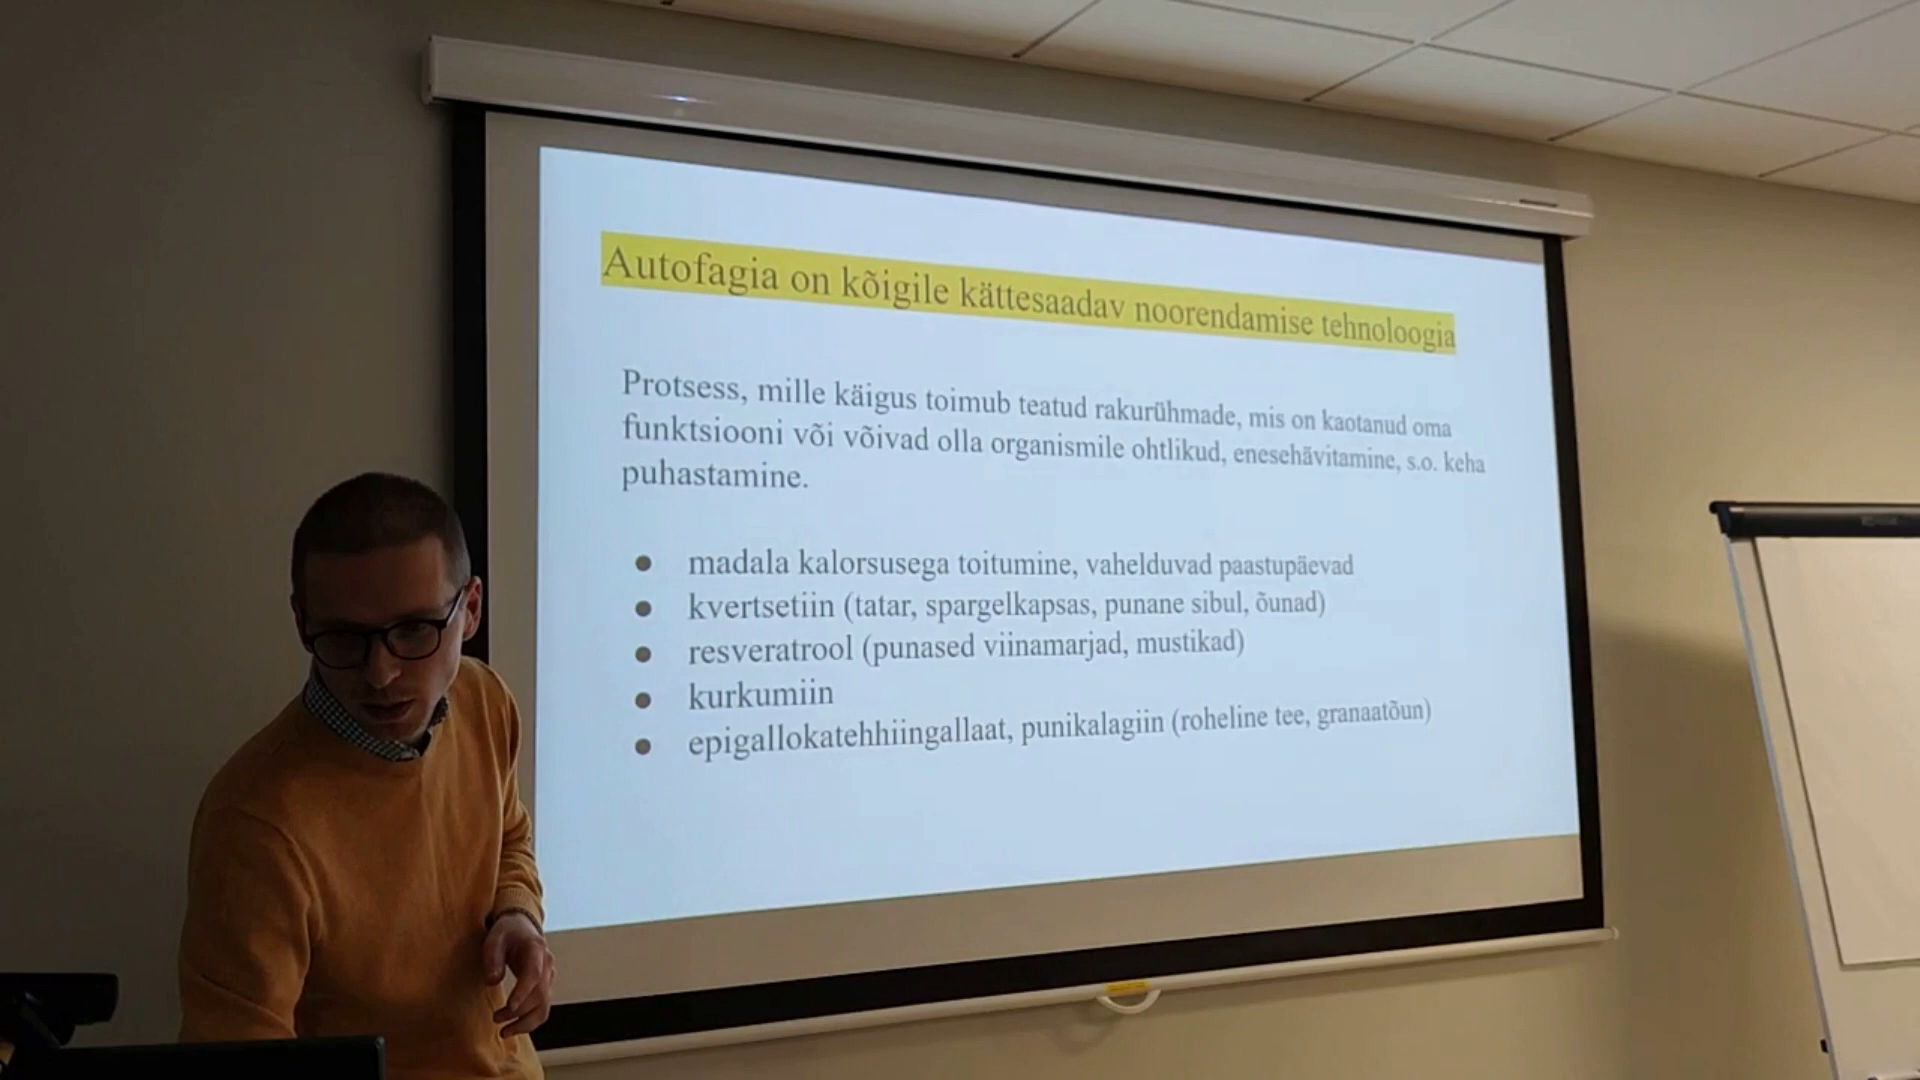 Autofagia on kõigile kättesaadav noorendamise tehnoloogia
Protsess, mille käigus toimub teatud rakurühmade, mis on kaotanud oma
funktsiooni või võivad olla organismile ohtlikud, enesehävitamine, s.o. keha
puhastamine.
● madala kalorsusega toitumine, vahelduvad paastupäevad
● kvertsetiin (tatar, spargelkapsas, punane sibul, õunad)
● resveratrool (punased viinamarjad, mustikad)
● kurkumiin
● epigallokatehhiingallaat, punikalagiin (roheline tee, granaatõun)